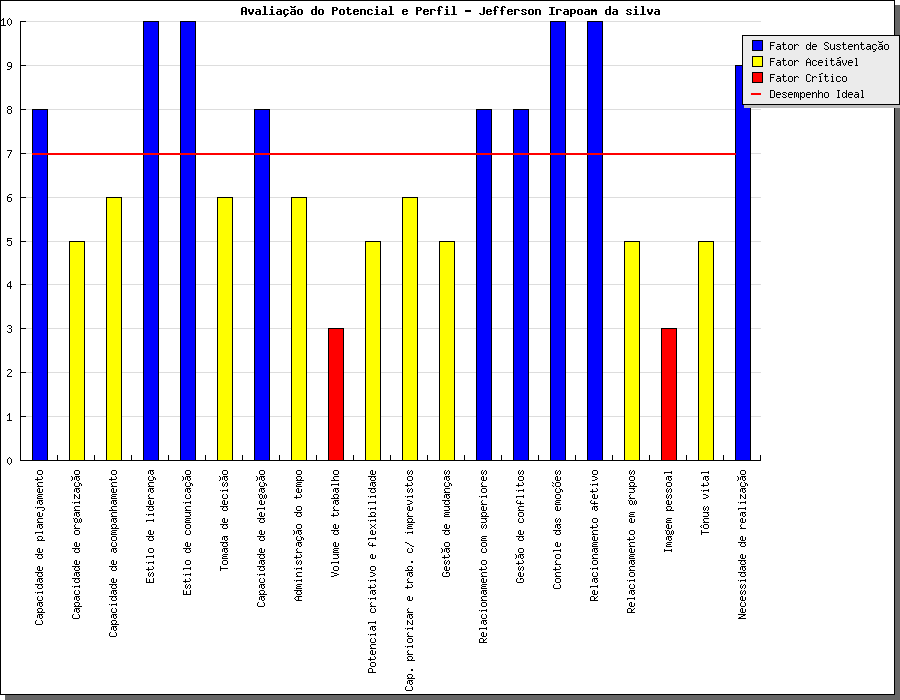 Avaliação do Potencial e Perfil - Jefferson Irapoam da silva
Fator de Sustentação
Fator Aceitável
Fator Crítico
Desempenho Ideal
10
9
8
7
6
5
4
3
2
1
0
Capacidade de planejamento
Capacidade de organização
Capacidade de acompanhamento
Estilo de liderança
Estilo de comunicação
Tomada de decisão
Capacidade de delegação
Administração do tempo
Volume de trabalho
Potencial criativo e flexibilidade
Cap. priorizar e trab. c/ imprevistos
Gestão de mudanças
Relacionamento com superiores
Gestão de conflitos
Controle das emoções
Relacionamento afetivo
Relacionamento em grupos
Imagem pessoal
Tônus vital
Necessidade de realização